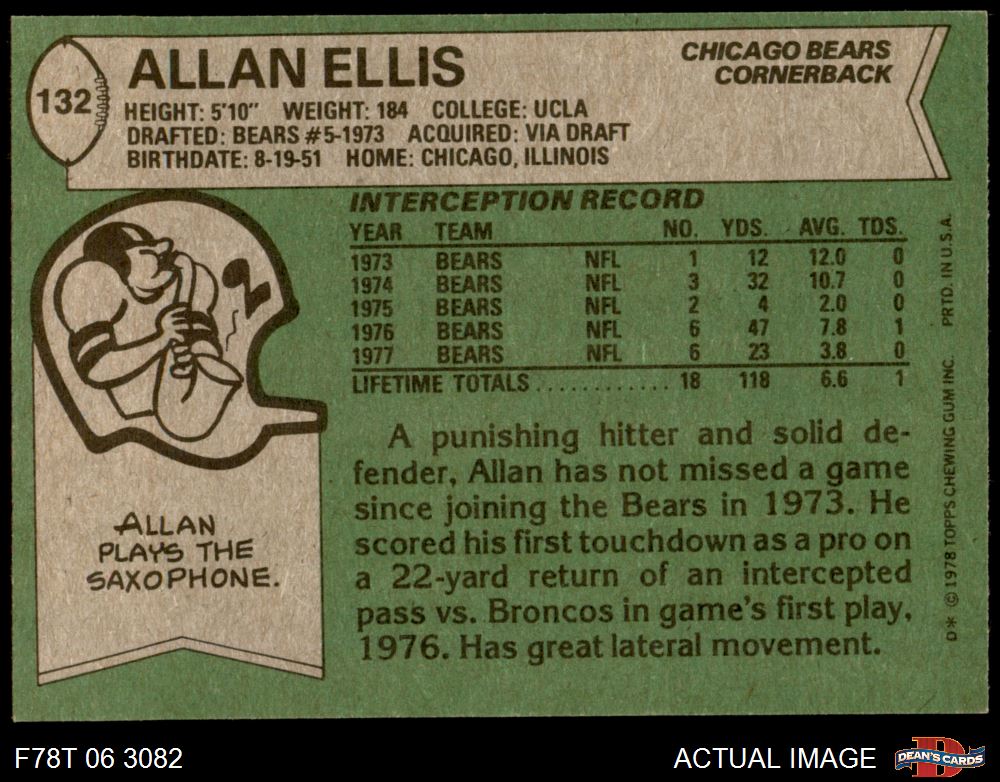 132
ALLAN ELLIS
CHICAGO BEARS
CORNERBACK
HEIGHT: 5'10" WEIGHT: 184 COLLEGE: UCLA
DRAFTED: BEARS #5-1973 ACQUIRED: VIA DRAFT
BIRTHDATE: 8-19-51 HOME: CHICAGO, ILLINOIS
INTERCEPTION RECORD
YEAR TEAM NO. YDS. AVG. TDS.
1973 BEARS NFL 1 12 12.0 0
1974 BEARS NFL 3 32 10.7 0
1975 BEARS NFL 2 4 2.0 0
1976 BEARS NFL 6 47 7.8 1
1977 BEARS NFL 6 23 3.8 0
LIFETIME TOTALS............ 18 118 6.6 1
A punishing hitter and solid de-
fender, Allan has not missed a game
since joining the Bears in 1973. He
scored his first touchdown as a pro on
a 22-yard return of an intercepted
pass vs. Broncos in game's first play,
1976. Has great lateral movement.
ALLAN
PLAYS THE
SAXOPHONE.
D* © 1978 TOPPS CHEWING GUM INC. PRTD. IN U.S.A.
F78T 06 3082
ACTUAL IMAGE
D
DEAN'S CARDS